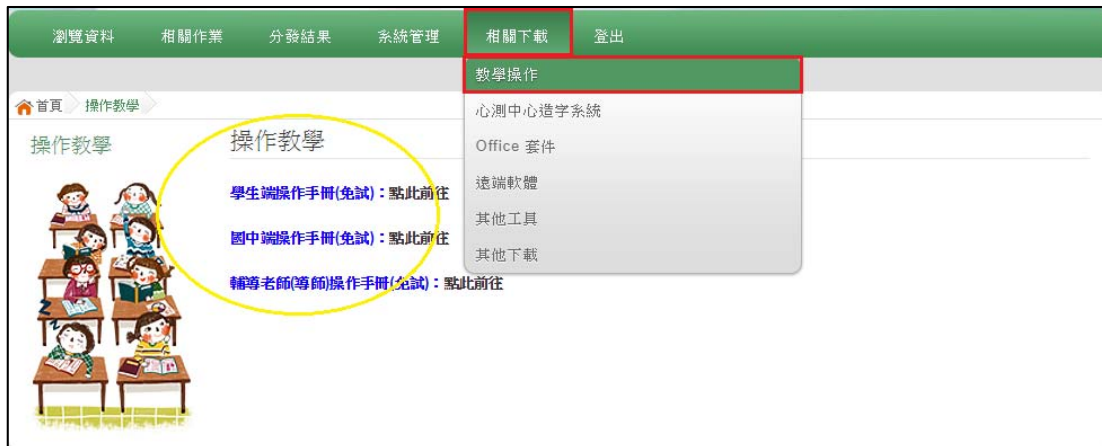 瀏覽資料 相關作業 分發結果 系統管理 相關下載 登出
教學操作
心測中心造字系統
Office 套件
遠端軟體
其他工具
其他下載
首頁 操作教學
操作教學
操作教學
學生端操作手冊(免試)：點此前往
國中端操作手冊(免試)：點此前往
輔導老師(導師)操作手冊(免試)：點此前往